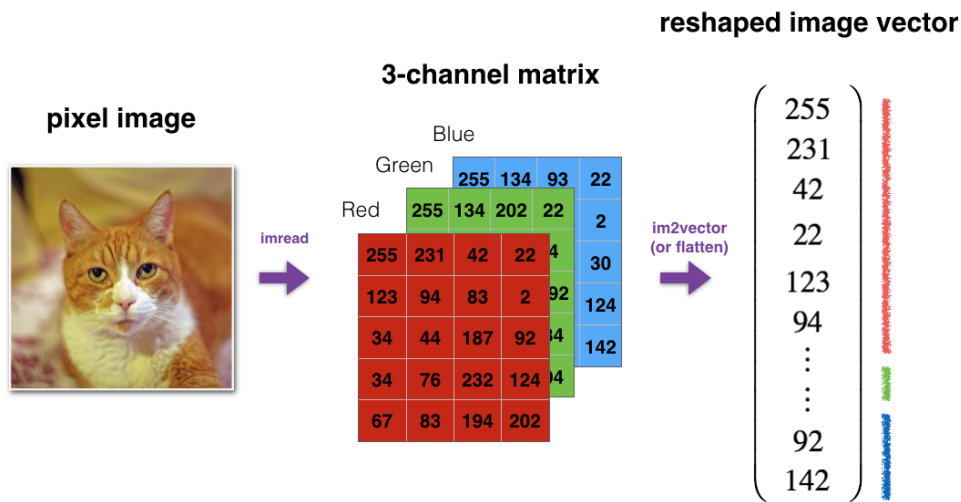 reshaped image vector
3-channel matrix
pixel image
Blue
Green
Red
imread
im2vector
(or flatten)
255 134 93 22
2
30
124
142
255 134 202 22
255 231 42 22
123 94 83 2
34 44 187 92
34 76 232 124
67 83 194 202
255
231
42
22
123
94
92
142